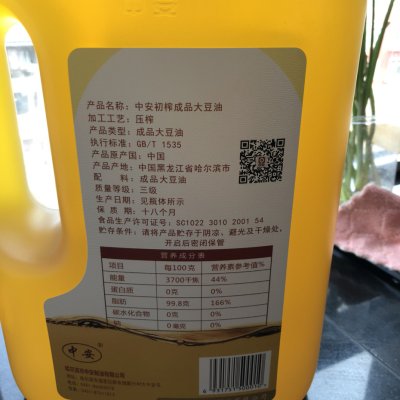 产品名称：中安初榨成品大豆油
加工工艺：压榨
产品类型：成品大豆油
执行标准：GB/T 1535
产品原产国：中国
产品产地：中国黑龙江省哈尔滨市
配 料：成品大豆油
质量等级：三级
生产日期：见瓶体所示
保 质 期：十八个月
食品生产许可证号：SC1022 3010 2001 54
贮存条件：请将产品贮存于阴凉、避光及干燥处，
开启后密闭保管
营养成分表
项目 每100克 营养素参考值%
能量 3700千焦 44%
蛋白质 0克 0%
脂肪 99.8克 166%
碳水化合物 0克 0%
钠 0毫克 0%
中安